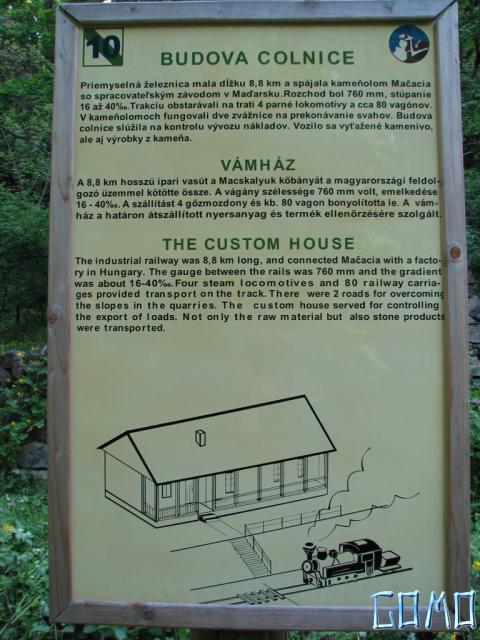 10
BUDOVA COLNICE
Priemyselná železnica mala dĺžku 8,8 km a spájala kameňolom Mačacia
so spracovateľským závodom v Maďarsku.Rozchod bol 760 mm, stúpanie
16 až 40‰.Trakciu obstarávali na trati 4 parné lokomotívy a cca 80 vagónov.
V kameňolomoch fungovali dve zvážnice na prekonávanie svahov. Budova
colnice slúžila na kontrolu vývozu nákladov. Vozilo sa vyťažené kamenivo,
ale aj výrobky z kameňa.
VÁMHÁZ
A 8,8 km hosszú ipari vasút a Macskalyuk kőbányát a magyarországi feldol-
gozó üzemmel kötötte össze. A vágány szélessége 760 mm volt, emelkedése
16 - 40‰. A szállítást 4 gőzmozdony és kb. 80 vagon bonyolította le. A vám-
ház a határon átszállított nyersanyag és termék ellenőrzésére szolgált.
THE CUSTOM HOUSE
The industrial railway was 8,8 km long, and connected Mačacia with a facto-
ry in Hungary. The gauge between the rails was 760 mm and the gradient
was about 16-40‰. Four steam locomotives and 80 railway carria-
ges provided transport on the track. There were 2 roads for overcoming
the slopes in the quarries. The custom house served for controlling
the export of loads. Not only the raw material but also stone products
were transported.
GOMO